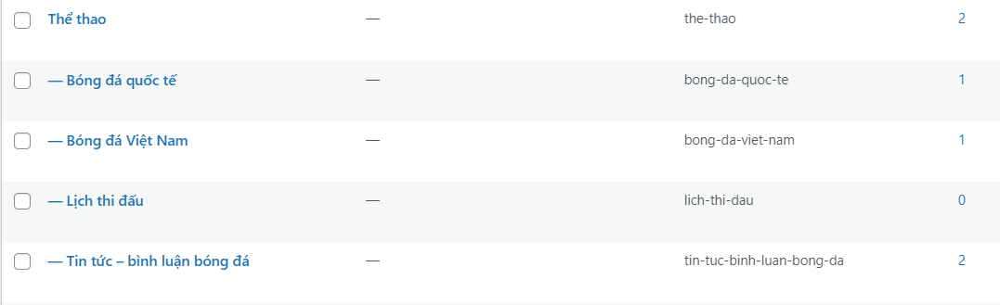 Thể thao — the-thao 2
— Bóng đá quốc tế — bong-da-quoc-te 1
— Bóng đá Việt Nam — bong-da-viet-nam 1
— Lịch thi đấu — lich-thi-dau 0
— Tin tức – bình luận bóng đá — tin-tuc-binh-luan-bong-da 2